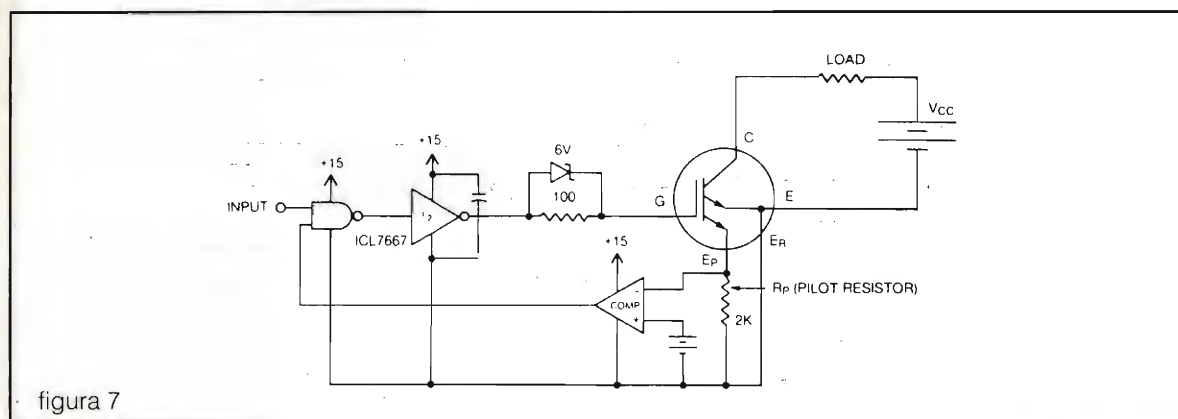 LOAD
VCC
+15
6V
C
+15
100
G
E
INPUT
ICL7667
ER
+15
EP
COMP
-
+
RP (PILOT RESISTOR)
2K
figura 7